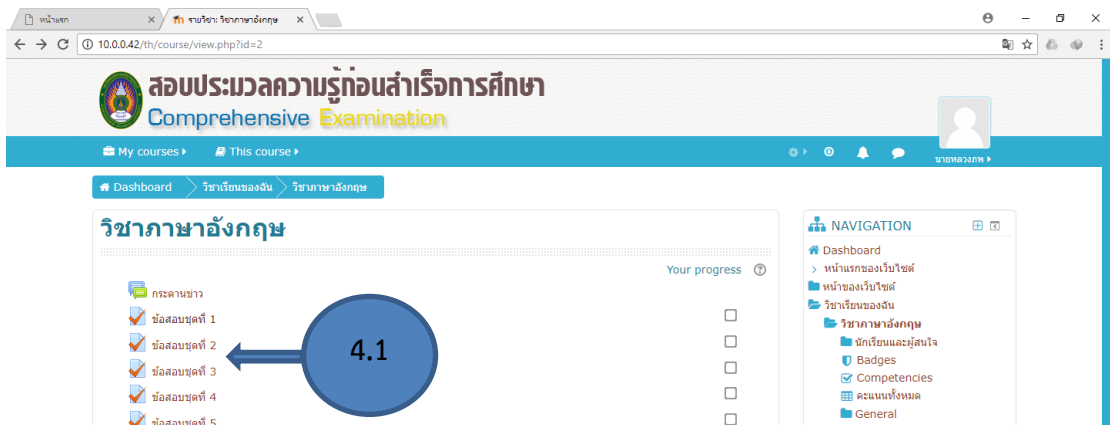 หน้าแรก
รายวิชา: วิชาภาษาอังกฤษ
10.0.0.42/th/course/view.php?id=2
สอบประมวลความรู้ก่อนสำเร็จการศึกษา
Comprehensive Examination
My courses
This course
นายหลวงภพ
Dashboard
วิชาเรียนของฉัน
วิชาภาษาอังกฤษ
วิชาภาษาอังกฤษ
Your progress
กระดานข่าว
ข้อสอบชุดที่ 1
ข้อสอบชุดที่ 2
ข้อสอบชุดที่ 3
ข้อสอบชุดที่ 4
ข้อสอบชุดที่ 5
4.1
NAVIGATION
Dashboard
หน้าแรกของเว็บไซต์
หน้าของเว็บไซต์
วิชาเรียนของฉัน
วิชาภาษาอังกฤษ
นักเรียนและผู้สนใจ
Badges
Competencies
คะแนนทั้งหมด
General